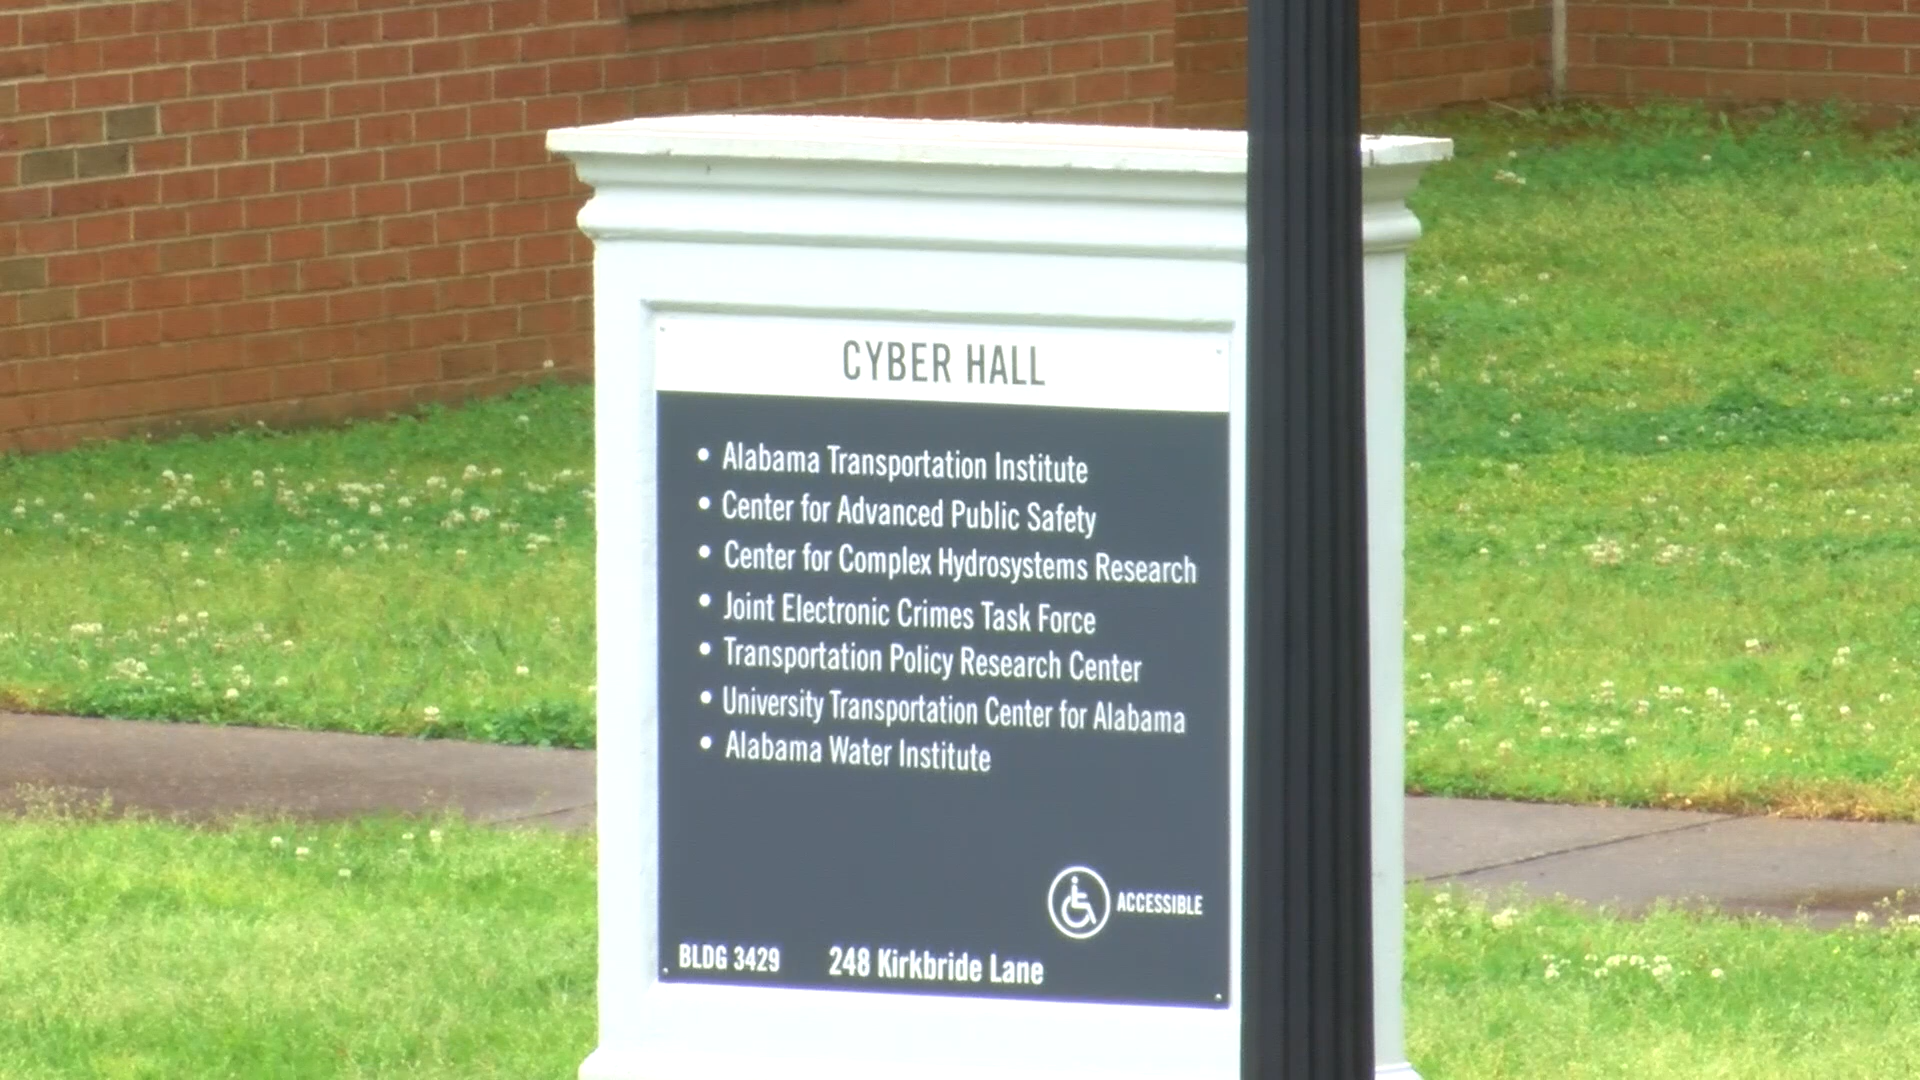 CYBER HALL
• Alabama Transportation Institute
• Center for Advanced Public Safety
• Center for Complex Hydrosystems Research
• Joint Electronic Crimes Task Force
• Transportation Policy Research Center
• University Transportation Center for Alabama
• Alabama Water Institute
ACCESSIBLE
BLDG 3429 248 Kirkbride Lane